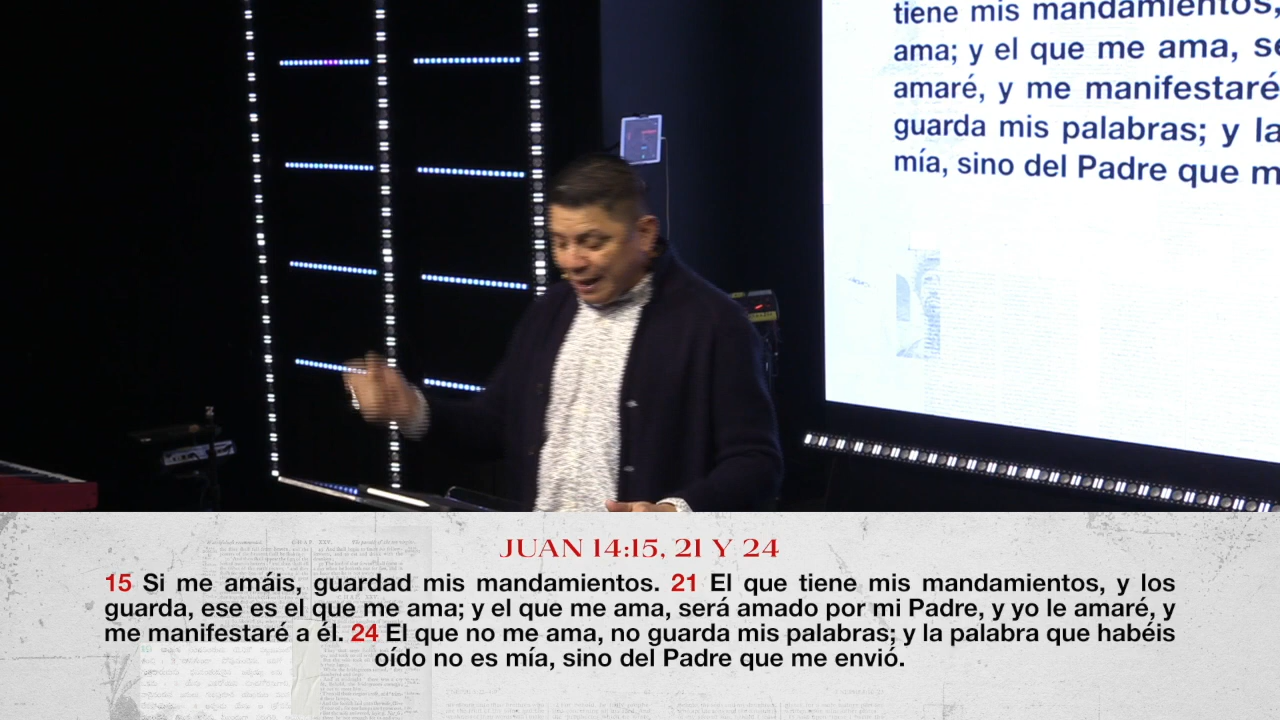 tiene mis mandamientos,
ama; y el que me ama, se
amaré, y me manifestaré
guarda mis palabras; y la
mía, sino del Padre que m
JUAN 14:15, 21 Y 24
15 Si me amáis, guardad mis mandamientos. 21 El que tiene mis mandamientos, y los
guarda, ese es el que me ama; y el que me ama, será amado por mi Padre, y yo le amaré, y
me manifestaré a él. 24 El que no me ama, no guarda mis palabras; y la palabra que habéis
oído no es mía, sino del Padre que me envió.